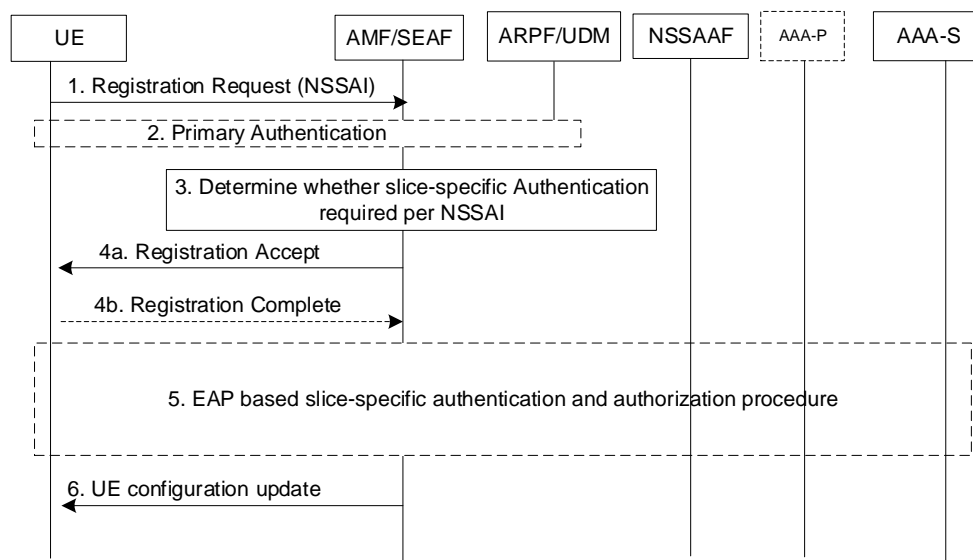 UE
AMF/SEAF
ARPF/UDM
NSSAAF
AAA-P
AAA-S
1. Registration Request (NSSAI)
2. Primary Authentication
3. Determine whether slice-specific Authentication
required per NSSAI
4a. Registration Accept
4b. Registration Complete
5. EAP based slice-specific authentication and authorization procedure
6. UE configuration update